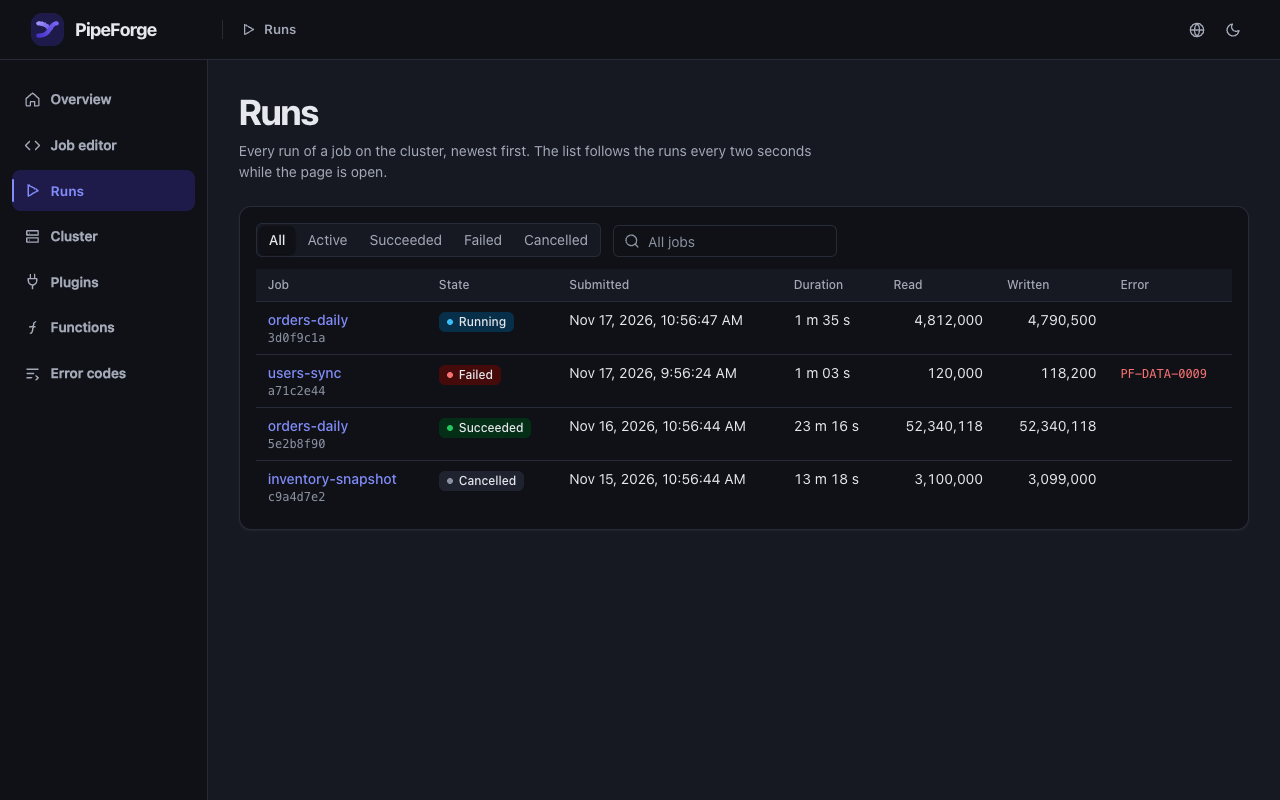 PipeForge
Runs
Overview
Job editor
Runs
Cluster
Plugins
Functions
Error codes
Runs
Every run of a job on the cluster, newest first. The list follows the runs every two seconds
while the page is open.
All Active Succeeded Failed Cancelled All jobs
Job State Submitted Duration Read Written Error
orders-daily Running Nov 17, 2026, 10:56:47 AM 1 m 35 s 4,812,000 4,790,500
3d0f9c1a
users-sync Failed Nov 17, 2026, 9:56:24 AM 1 m 03 s 120,000 118,200 PF-DATA-0009
a71c2e44
orders-daily Succeeded Nov 16, 2026, 10:56:44 AM 23 m 16 s 52,340,118 52,340,118
5e2b8f90
inventory-snapshot Cancelled Nov 15, 2026, 10:56:44 AM 13 m 18 s 3,100,000 3,099,000
c9a4d7e2